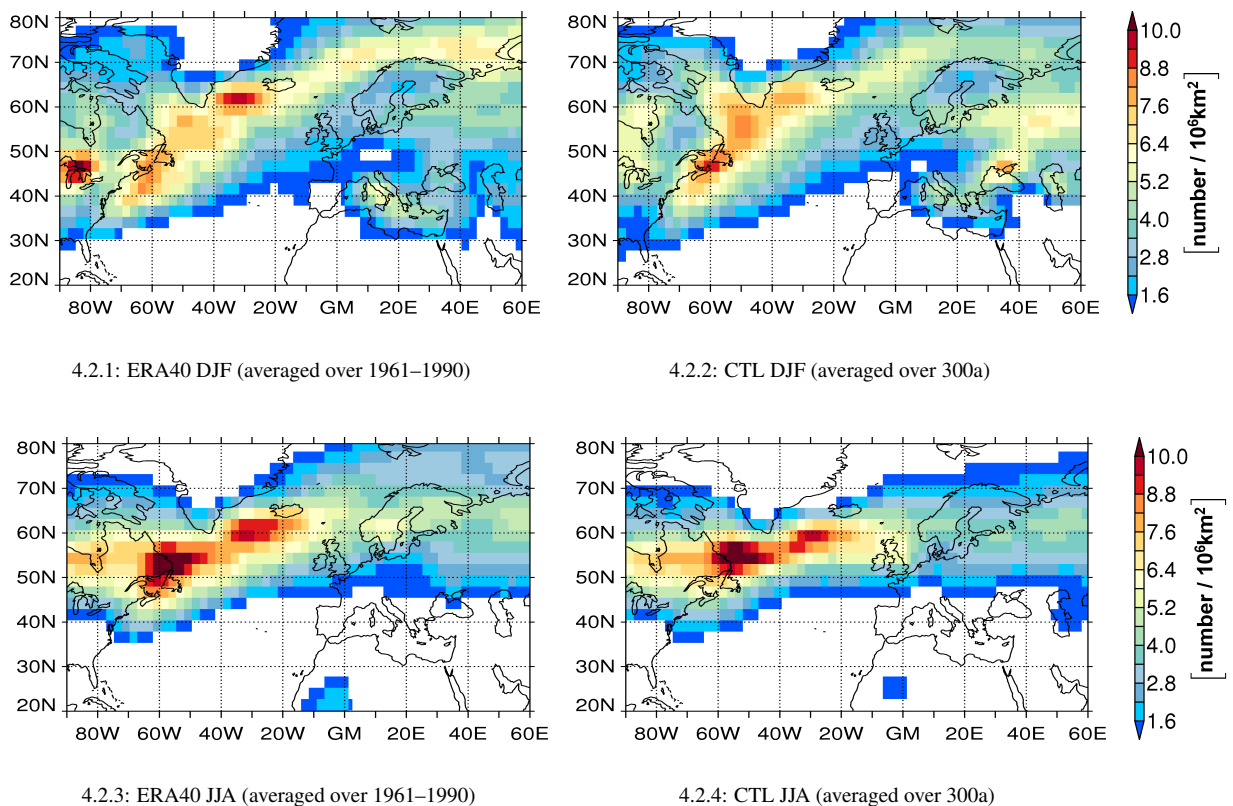 80N
70N
60N
50N
40N
30N
20N
80W 60W 40W 20W GM 20E 40E 60E
80N
70N
60N
50N
40N
30N
20N
80W 60W 40W 20W GM 20E 40E 60E
10.0
8.8
7.6
6.4
5.2
4.0
2.8
1.6
[number / 10⁶km²]
4.2.1: ERA40 DJF (averaged over 1961–1990)
4.2.2: CTL DJF (averaged over 300a)
80N
70N
60N
50N
40N
30N
20N
80W 60W 40W 20W GM 20E 40E 60E
80N
70N
60N
50N
40N
30N
20N
80W 60W 40W 20W GM 20E 40E 60E
10.0
8.8
7.6
6.4
5.2
4.0
2.8
1.6
[number / 10⁶km²]
4.2.3: ERA40 JJA (averaged over 1961–1990)
4.2.4: CTL JJA (averaged over 300a)